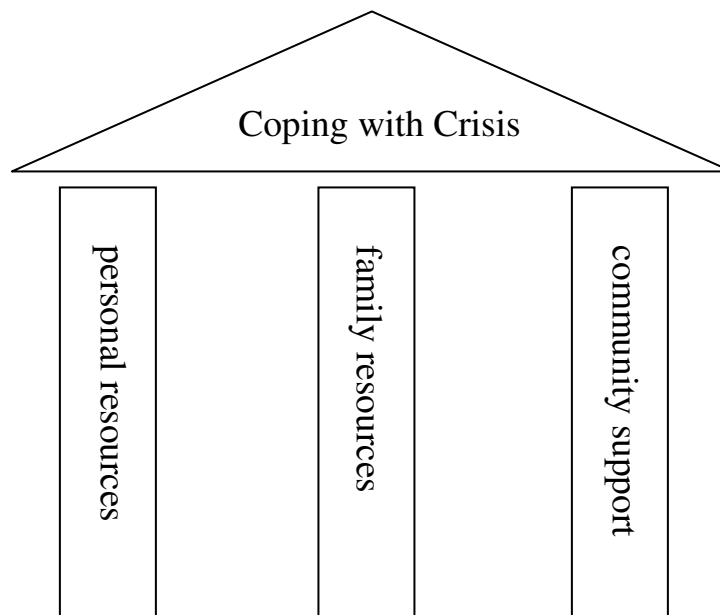 Coping with Crisis
personal resources
family resources
community support